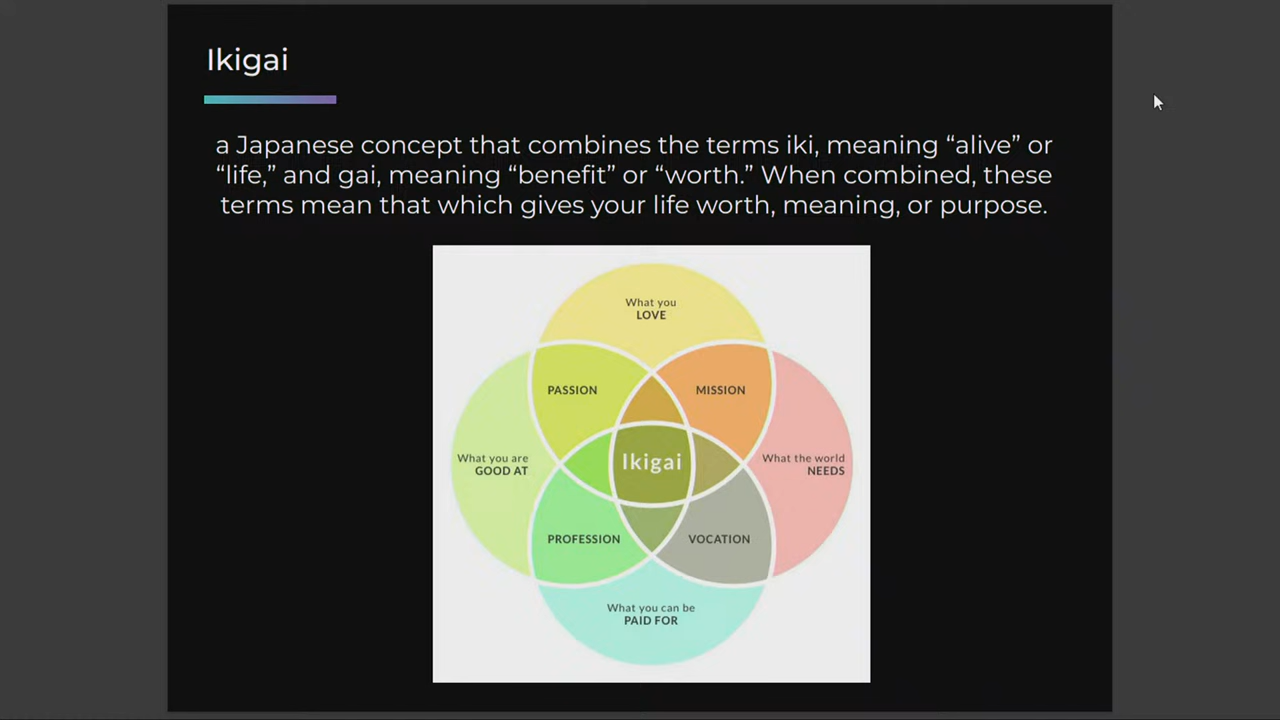 Ikigai
a Japanese concept that combines the terms iki, meaning “alive” or
“life,” and gai, meaning “benefit” or “worth.” When combined, these
terms mean that which gives your life worth, meaning, or purpose.
What you
LOVE
PASSION
MISSION
What you are
GOOD AT
Ikigai
What the world
NEEDS
PROFESSION
VOCATION
What you can be
PAID FOR